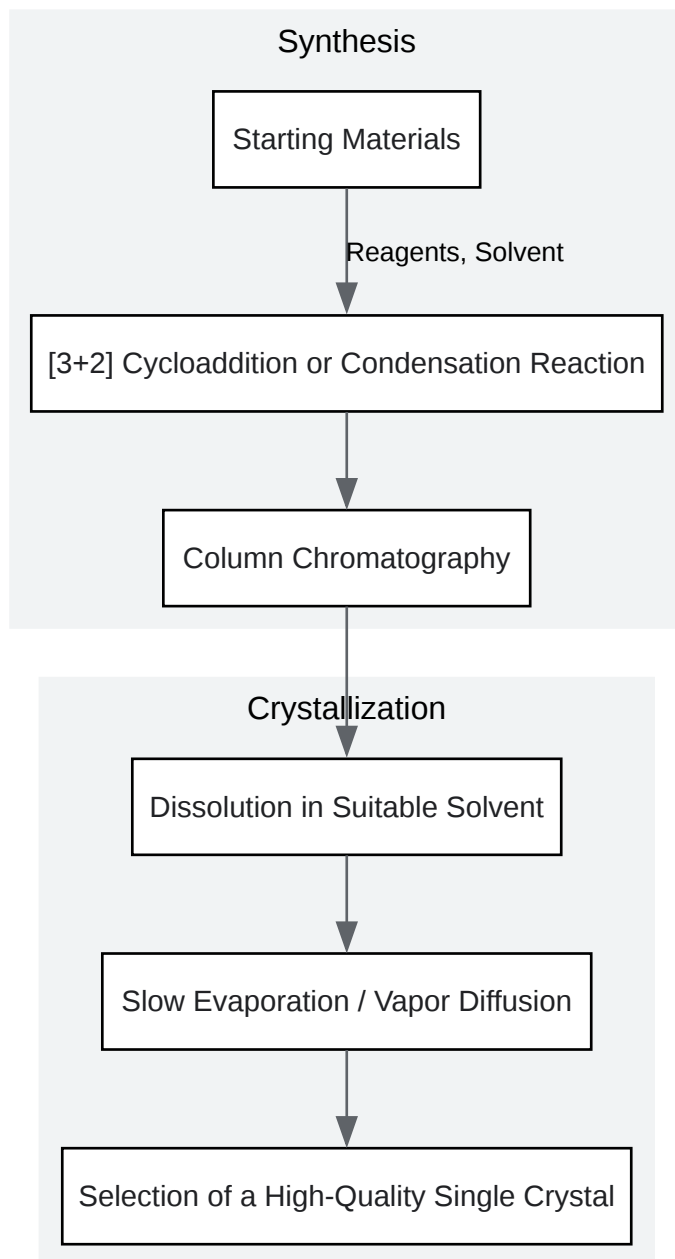 Synthesis
Starting Materials
Reagents, Solvent
[3+2] Cycloaddition or Condensation Reaction
Column Chromatography
Crystallization
Dissolution in Suitable Solvent
Slow Evaporation / Vapor Diffusion
Selection of a High-Quality Single Crystal